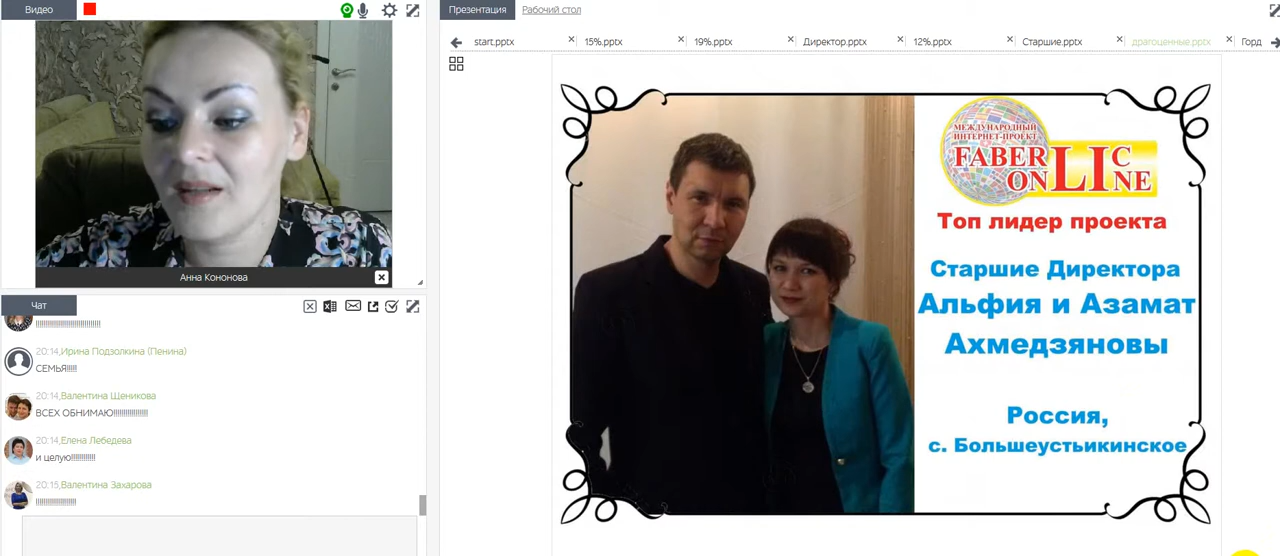 Видео
Анна Кононова
Чат
!!!!!!!!!!!!!!!!!!!!!!!!!!!!!!!!
20:14, Ирина Подзолкина (Пенина)
СЕМЬЯ!!!!!
20:14, Валентина Щеникова
ВСЕХ ОБНИМАЮ!!!!!!!!!!!!!!!!!
20:14, Елена Лебедева
и целую!!!!!!!!!!!!
20:15, Валентина Захарова
!!!!!!!!!!!!!!!!!!!!
Презентация Рабочий стол
start.pptx 15%.pptx 19%.pptx Директор.pptx 12%.pptx Старшие.pptx драгоценные.pptx Горд
МЕЖДУНАРОДНЫЙ
ИНТЕРНЕТ-ПРОЕКТ
FABERLIC
ONLINE
Топ лидер проекта
Старшие Директора
Альфия и Азамат
Ахмедзяновы
Россия,
с. Большеустьикинское